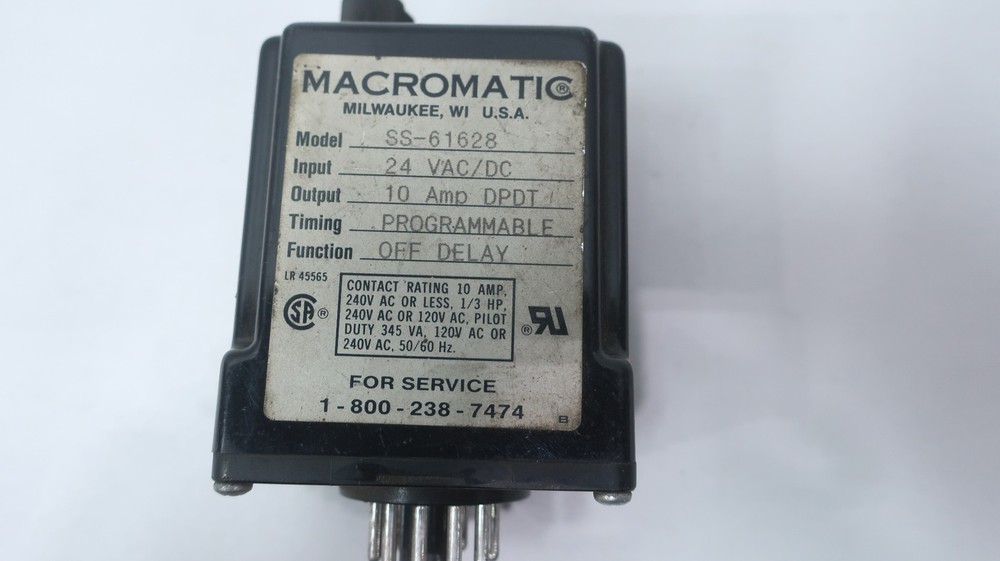 MACROMATIC®
MILWAUKEE, WI U.S.A.
Model SS-61628
Input 24 VAC/DC
Output 10 Amp DPDT
Timing PROGRAMMABLE
Function OFF DELAY
LR 45565
CONTACT RATING 10 AMP,
240V AC OR LESS, 1/3 HP,
240V AC OR 120V AC, PILOT
DUTY 345 VA, 120V AC OR
240V AC, 50/60 Hz.
SA®
®RU
FOR SERVICE
1-800-238-7474
B